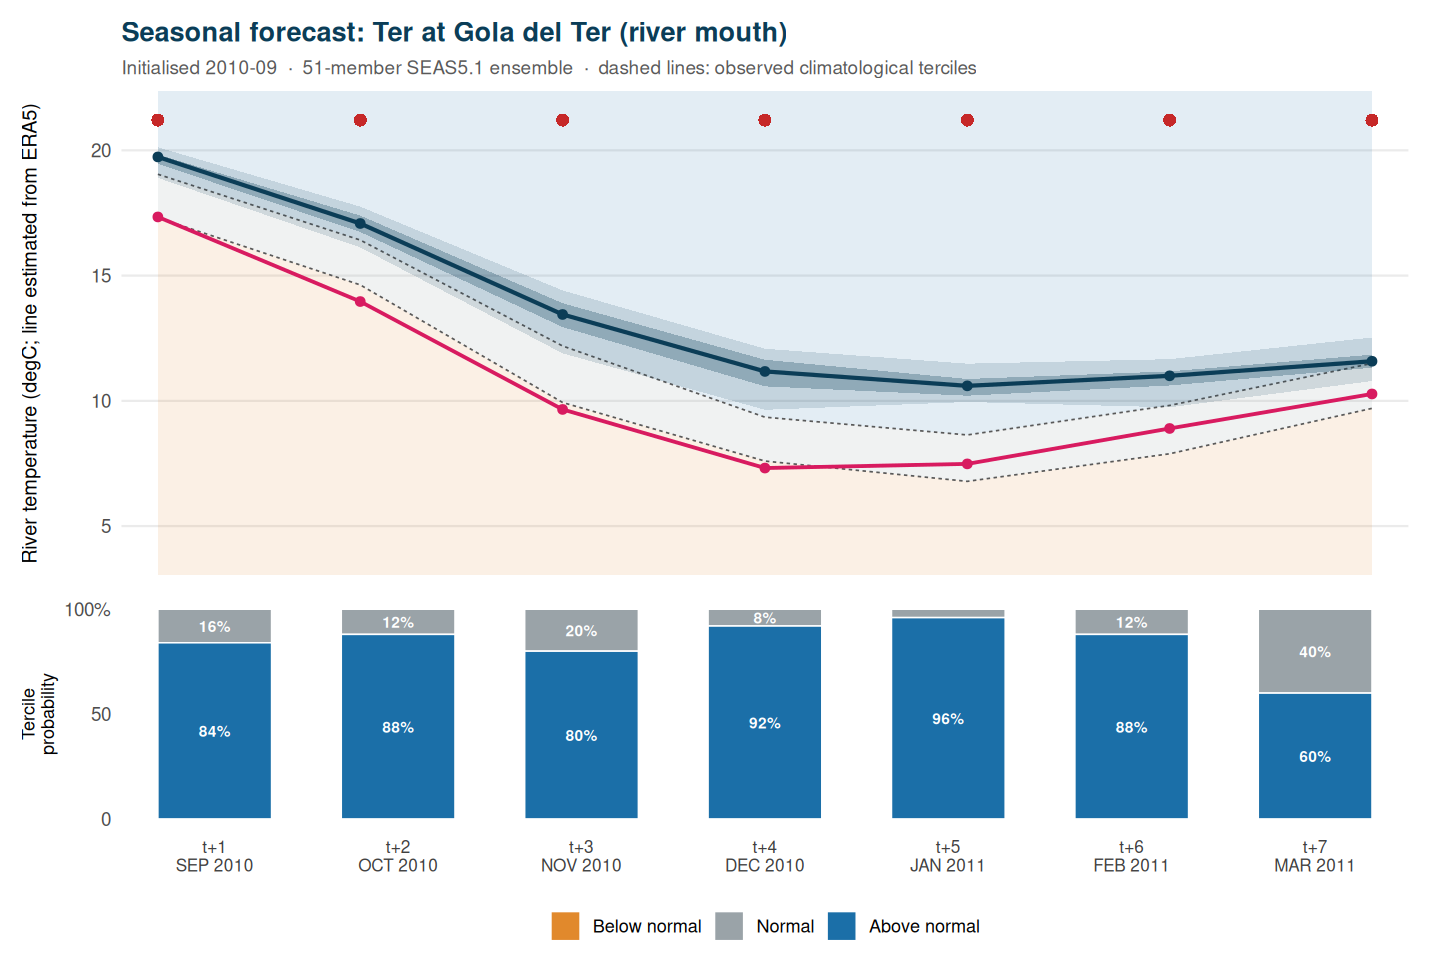 Seasonal forecast: Ter at Gola del Ter (river mouth)
Initialised 2010-09 · 51-member SEAS5.1 ensemble · dashed lines: observed climatological terciles
River temperature (degC; line estimated from ERA5)
20
15
10
5
Tercile
probability
100%
50
0
16%
12%
20%
8%
12%
40%
84%
88%
80%
92%
96%
88%
60%
t+1
SEP 2010
t+2
OCT 2010
t+3
NOV 2010
t+4
DEC 2010
t+5
JAN 2011
t+6
FEB 2011
t+7
MAR 2011
Below normal
Normal
Above normal